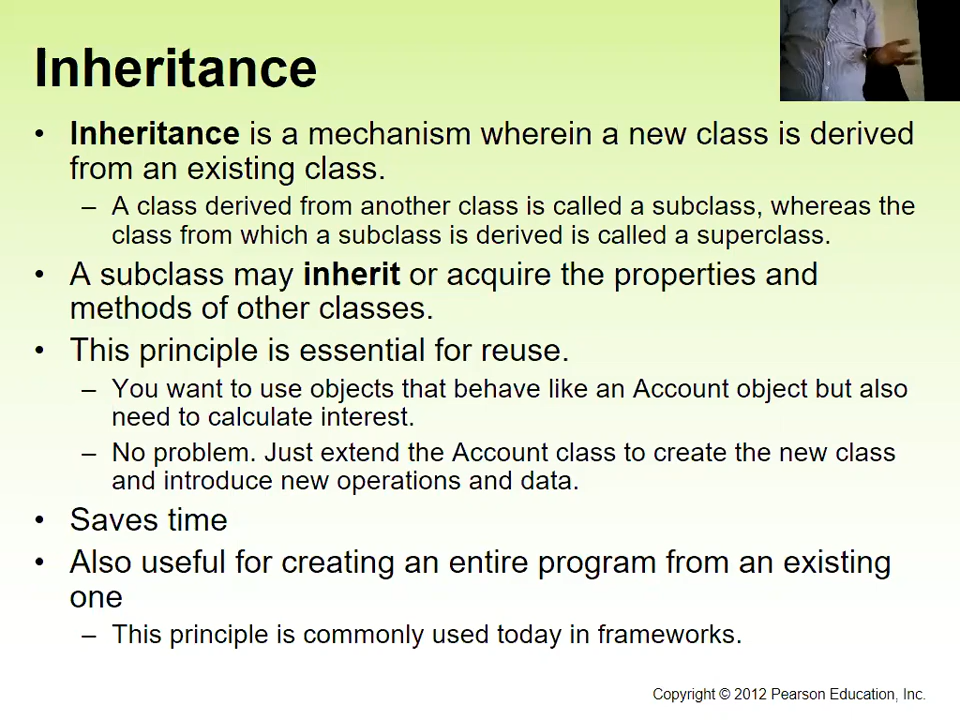 Inheritance
• Inheritance is a mechanism wherein a new class is derived
from an existing class.
– A class derived from another class is called a subclass, whereas the
class from which a subclass is derived is called a superclass.
• A subclass may inherit or acquire the properties and
methods of other classes.
• This principle is essential for reuse.
– You want to use objects that behave like an Account object but also
need to calculate interest.
– No problem. Just extend the Account class to create the new class
and introduce new operations and data.
• Saves time
• Also useful for creating an entire program from an existing
one
– This principle is commonly used today in frameworks.
Copyright © 2012 Pearson Education, Inc.